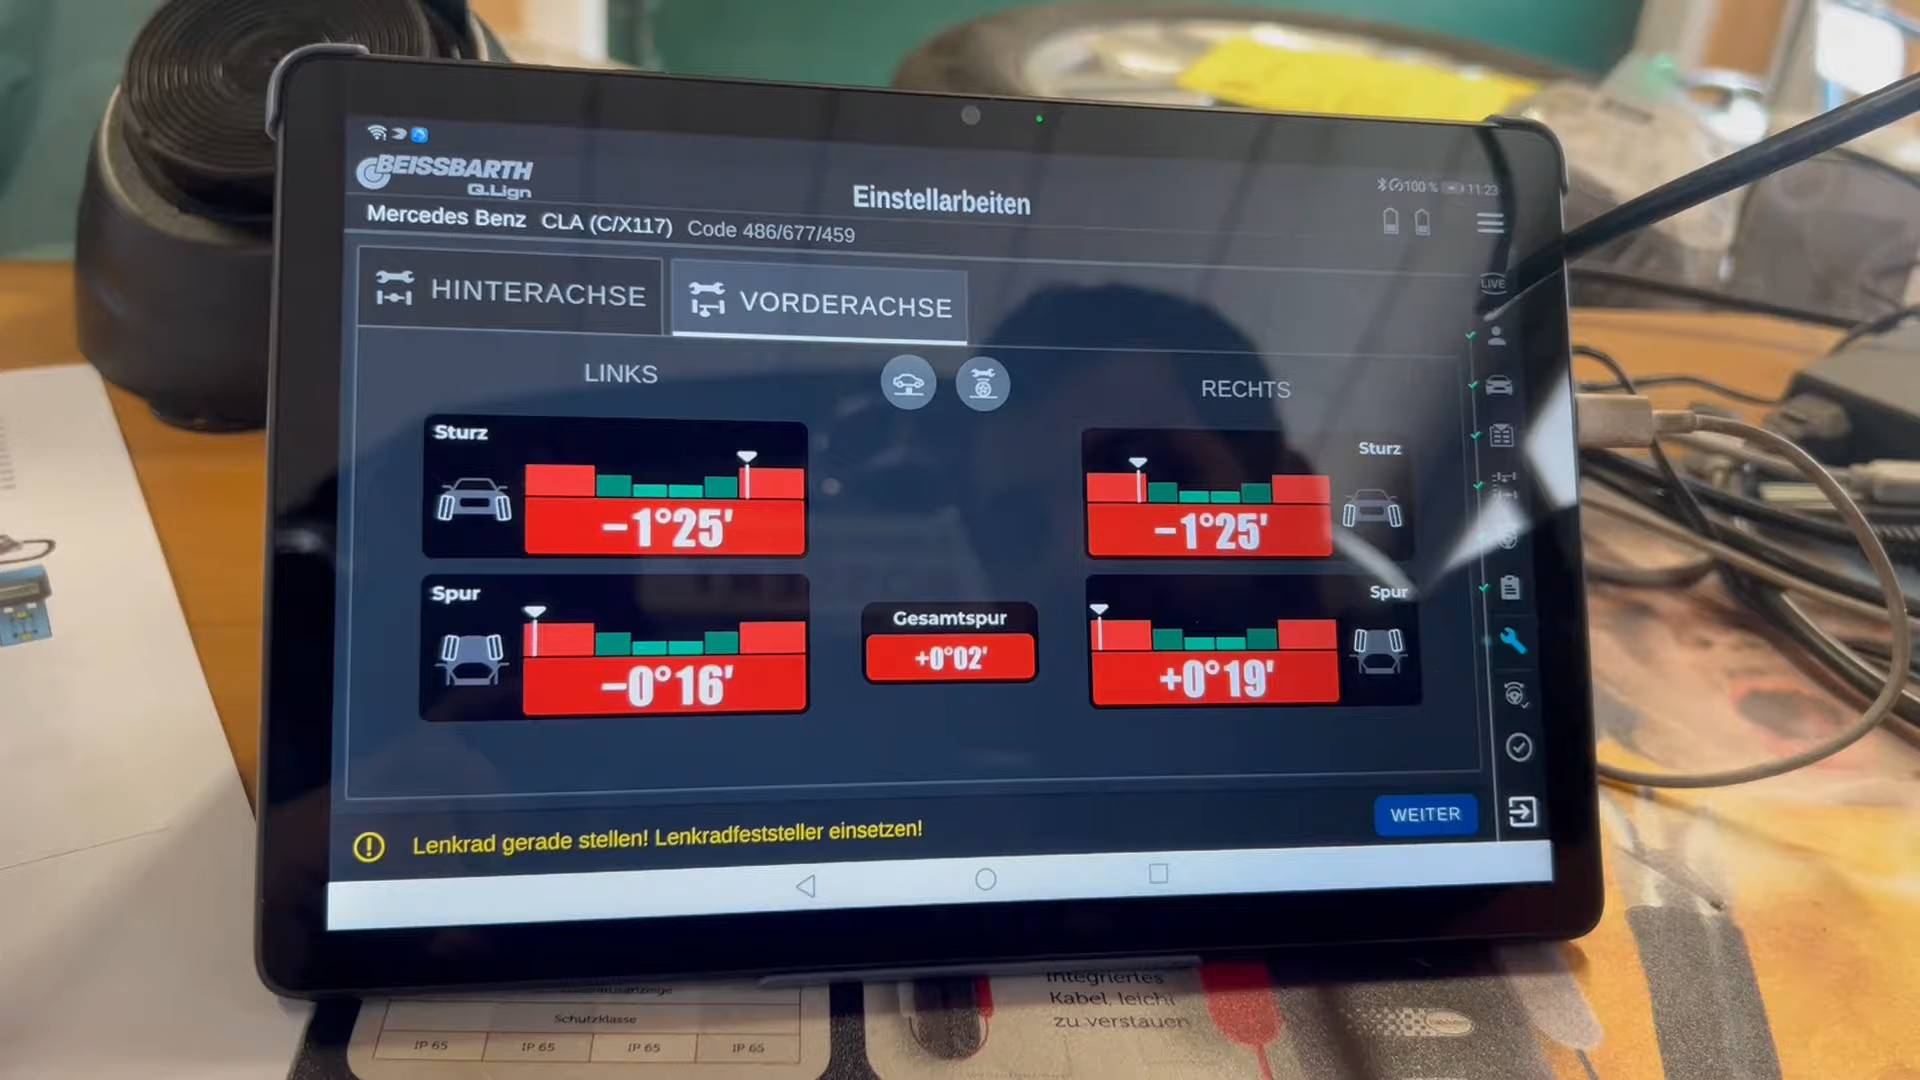 BEISSBARTH
Q.Lign
Einstellarbeiten
100 % 11:23
Mercedes Benz CLA (C/X117) Code 486/677/459
HINTERACHSE
VORDERACHSE
LIVE
LINKS
RECHTS
Sturz
-1°25'
Sturz
-1°25'
Spur
-0°16'
Gesamtspur
+0°02'
Spur
+0°19'
WEITER
Lenkrad gerade stellen! Lenkradfeststeller einsetzen!
Schutzklasse
IP 65 IP 65 IP 65 IP 65
Integriertes
Kabel, leicht
zu verstauen